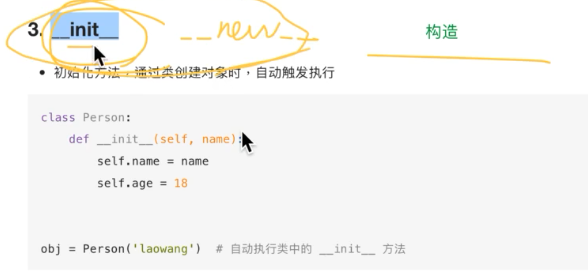 3. __init__ __new__ 构造
• 初始化方法，通过类创建对象时，自动触发执行
class Person:
    def __init__(self, name):
        self.name = name
        self.age = 18
obj = Person('laowang')  # 自动执行类中的 __init__ 方法